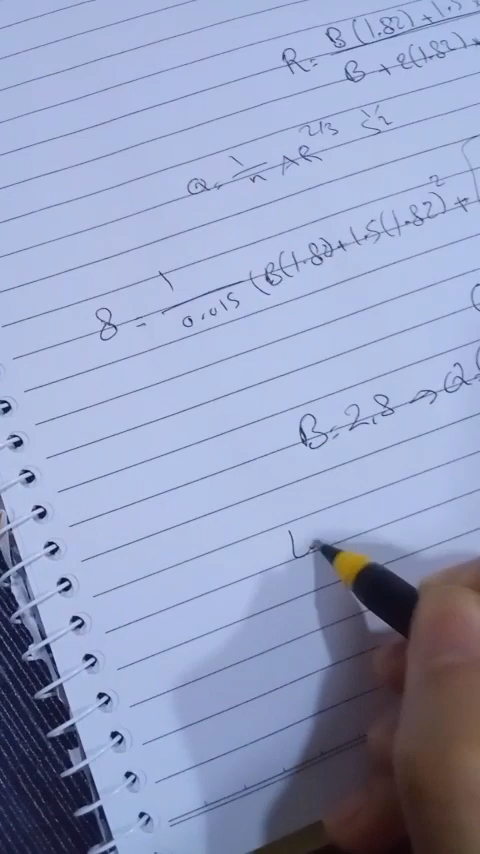 R = B(1.82) + 1.5
B + 2(1.82)
Q = 1/n AR^2/3 S^1/2
8 = 1/0.015 (B(1.82) + 1.5(1.82)^2 *
B = 2.8 → Q